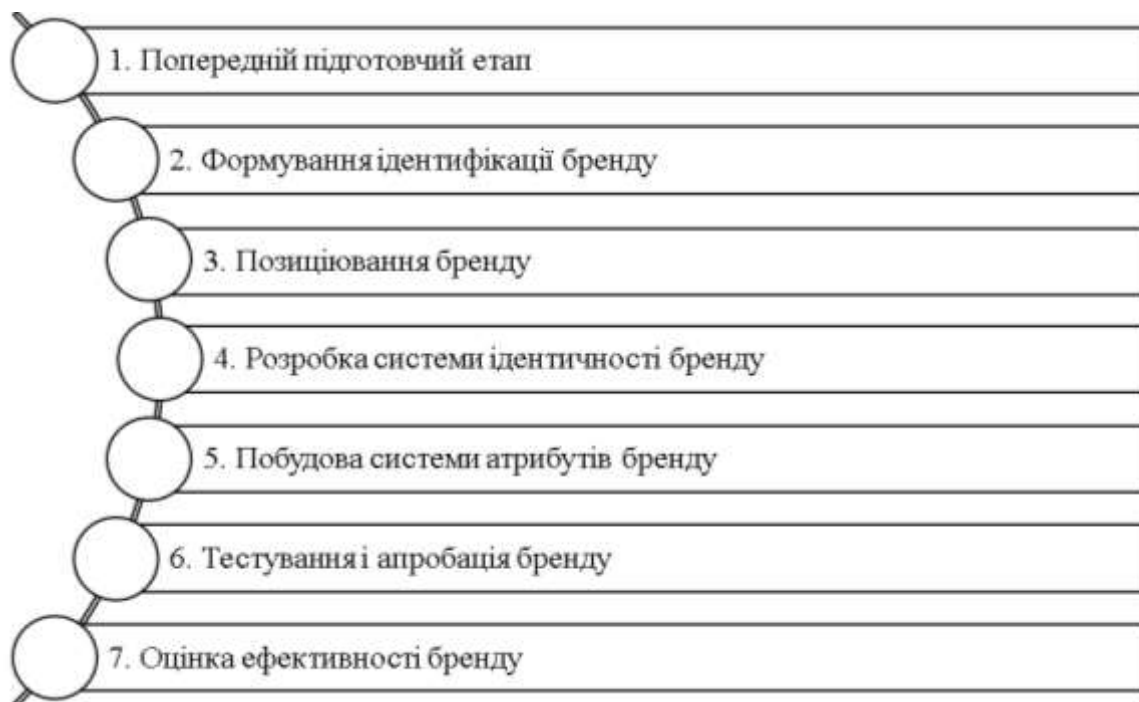 1. Попередній підготовчий етап
2. Формування ідентифікації бренду
3. Позиціювання бренду
4. Розробка системи ідентичності бренду
5. Побудова системи атрибутів бренду
6. Тестування і апробація бренду
7. Оцінка ефективності бренду